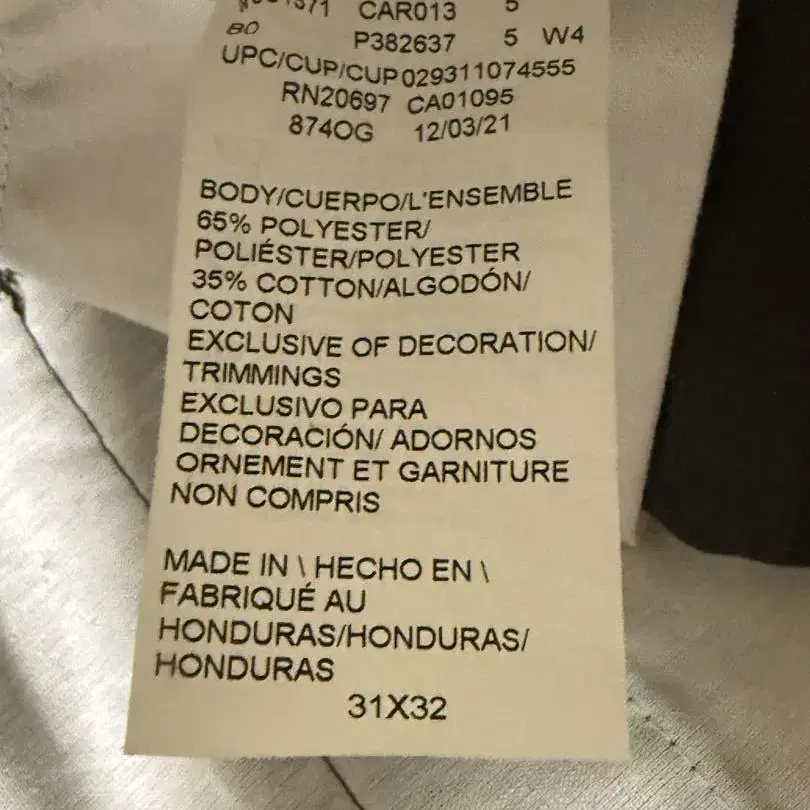 CAR013 5
BO P382637 5 W4
UPC/CUP/CUP029311074555
RN20697 CA01095
874OG 12/03/21
BODY/CUERPO/L'ENSEMBLE
65% POLYESTER/
POLIÉSTER/POLYESTER
35% COTTON/ALGODÓN/
COTON
EXCLUSIVE OF DECORATION/
TRIMMINGS
EXCLUSIVO PARA
DECORACIÓN/ ADORNOS
ORNEMENT ET GARNITURE
NON COMPRIS
MADE IN \ HECHO EN \
FABRIQUÉ AU
HONDURAS/HONDURAS/
HONDURAS
31X32